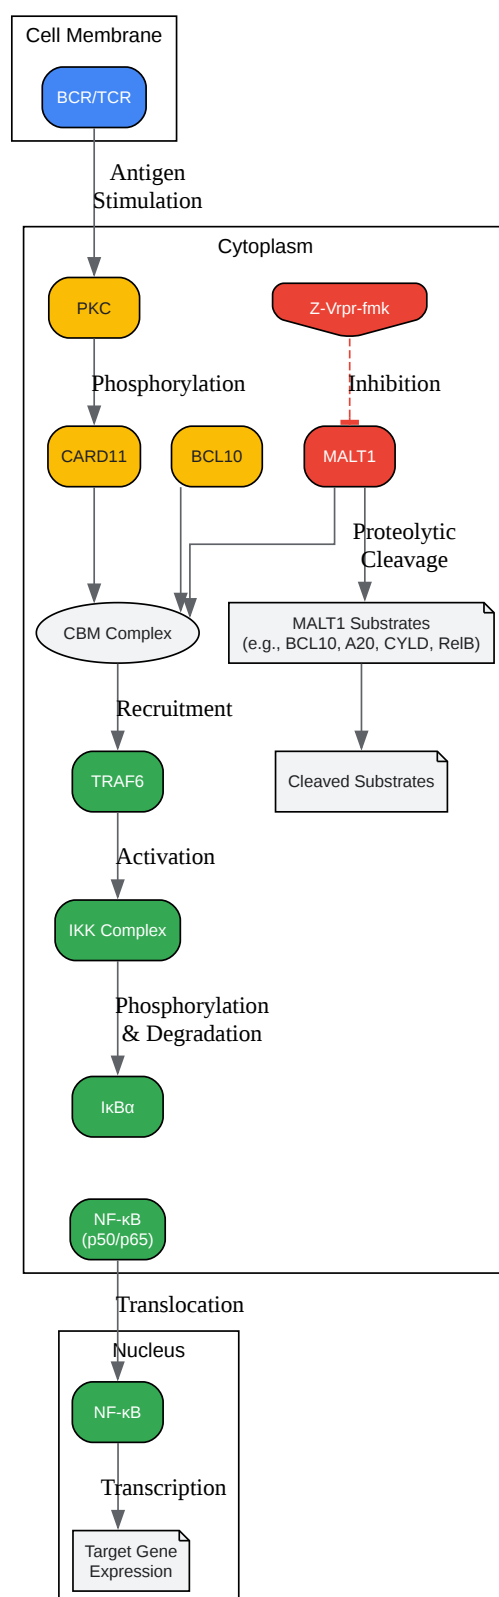 Cell Membrane
BCR/TCR
Antigen
Stimulation
Cytoplasm
PKC
Z-Vrpr-fmk
Phosphorylation
Inhibition
CARD11
BCL10
MALT1
Proteolytic
Cleavage
CBM Complex
MALT1 Substrates
(e.g., BCL10, A20, CYLD, RelB)
Recruitment
TRAF6
Cleaved Substrates
Activation
IKK Complex
Phosphorylation
& Degradation
IκBα
NF-κB
(p50/p65)
Translocation
Nucleus
NF-κB
Transcription
Target Gene
Expression